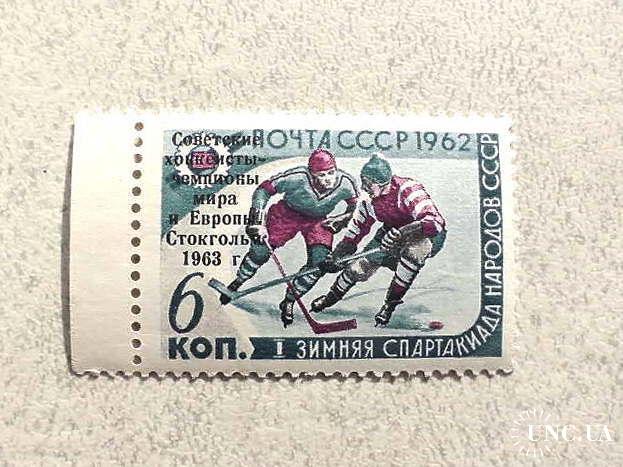 ПОЧТА СССР 1962
Советские
хоккеисты-
чемпионы
мира
и Европы.
Стокгольм
1963 г.
6
КОП.
I ЗИМНЯЯ СПАРТАКИАДА НАРОДОВ СССР
UNC.UA